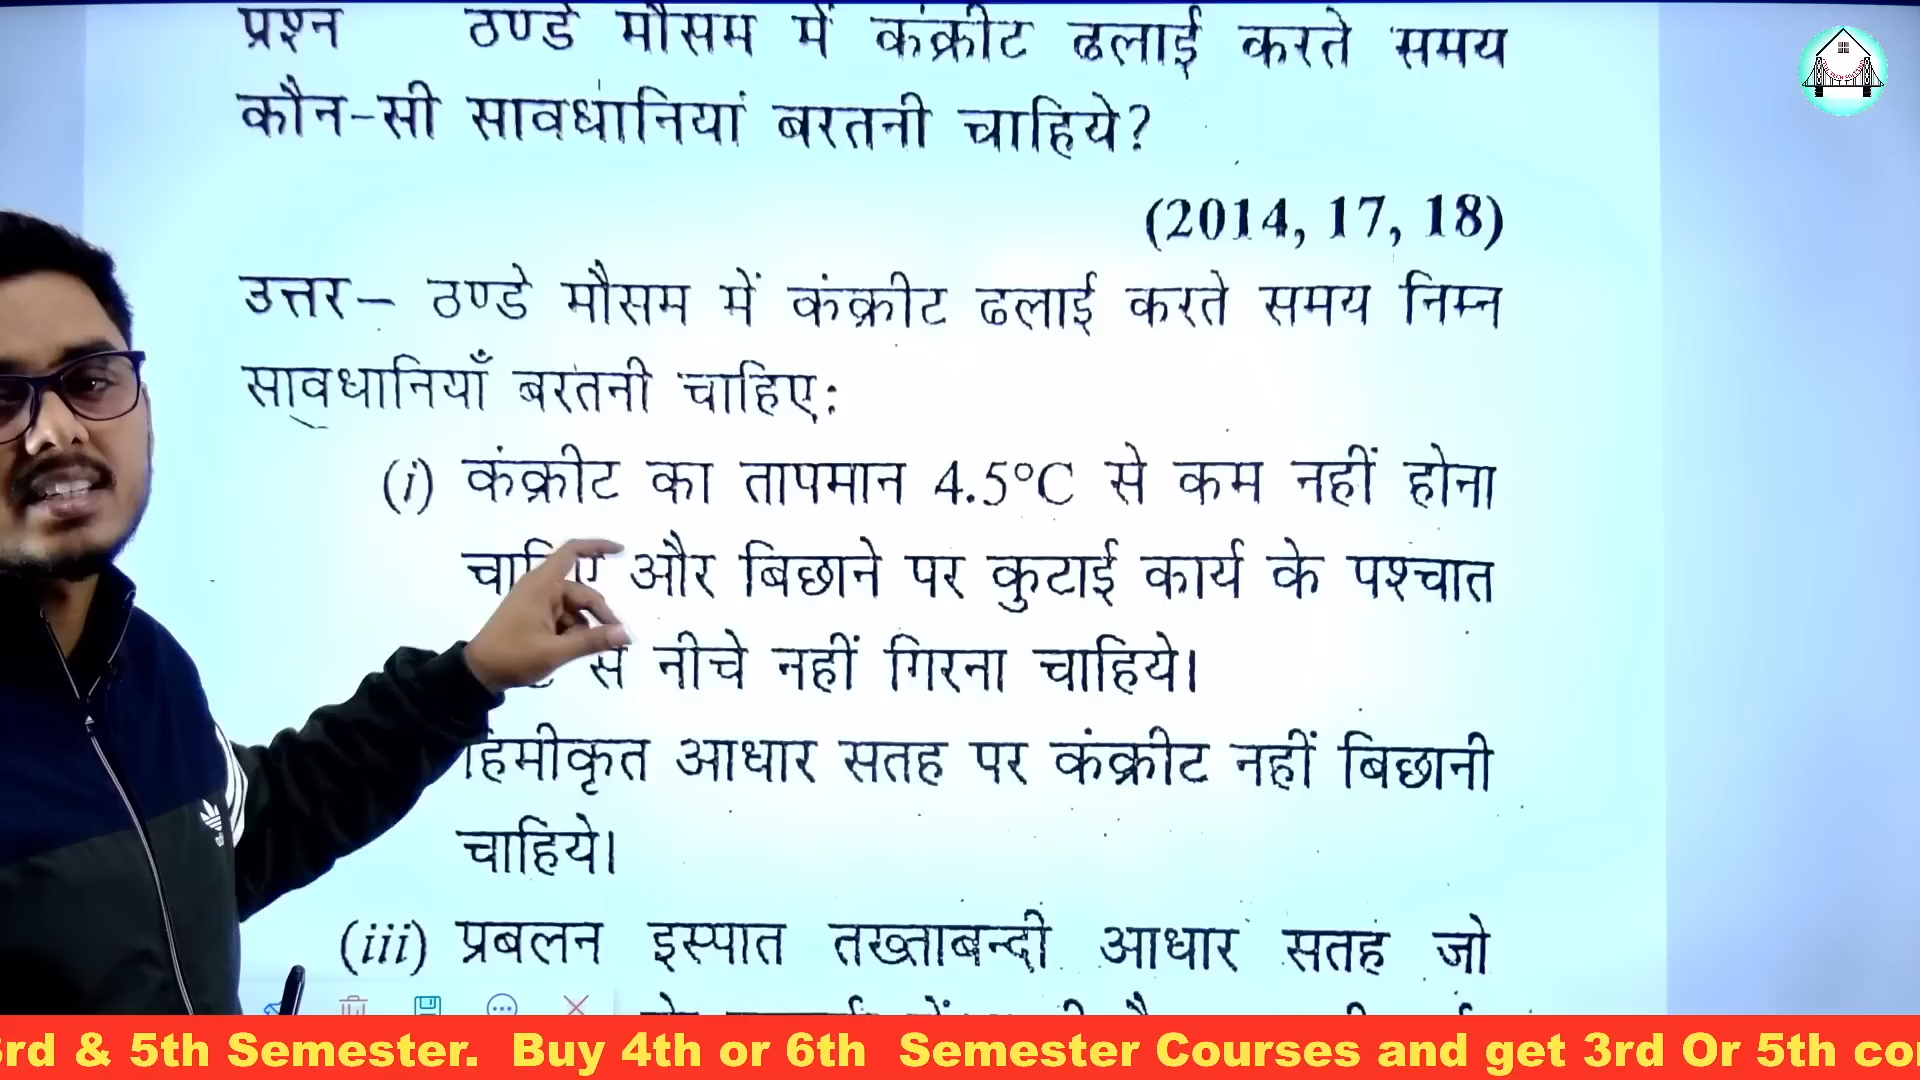 प्रश्न ठण्डे मौसम में कंक्रीट ढलाई करते समय
कौन-सी सावधानियां बरतनी चाहिये?
(2014, 17, 18)
उत्तर– ठण्डे मौसम में कंक्रीट ढलाई करते समय निम्न
सावधानियाँ बरतनी चाहिए:
(i) कंक्रीट का तापमान 4.5°C से कम नहीं होना
चाहिए और बिछाने पर कुटाई कार्य के पश्चात
से नीचे नहीं गिरना चाहिये।
हिमीकृत आधार सतह पर कंक्रीट नहीं बिछानी
चाहिये।
(iii) प्रबलन इस्पात तख्ताबन्दी आधार सतह जो
3rd & 5th Semester. Buy 4th or 6th Semester Courses and get 3rd Or 5th